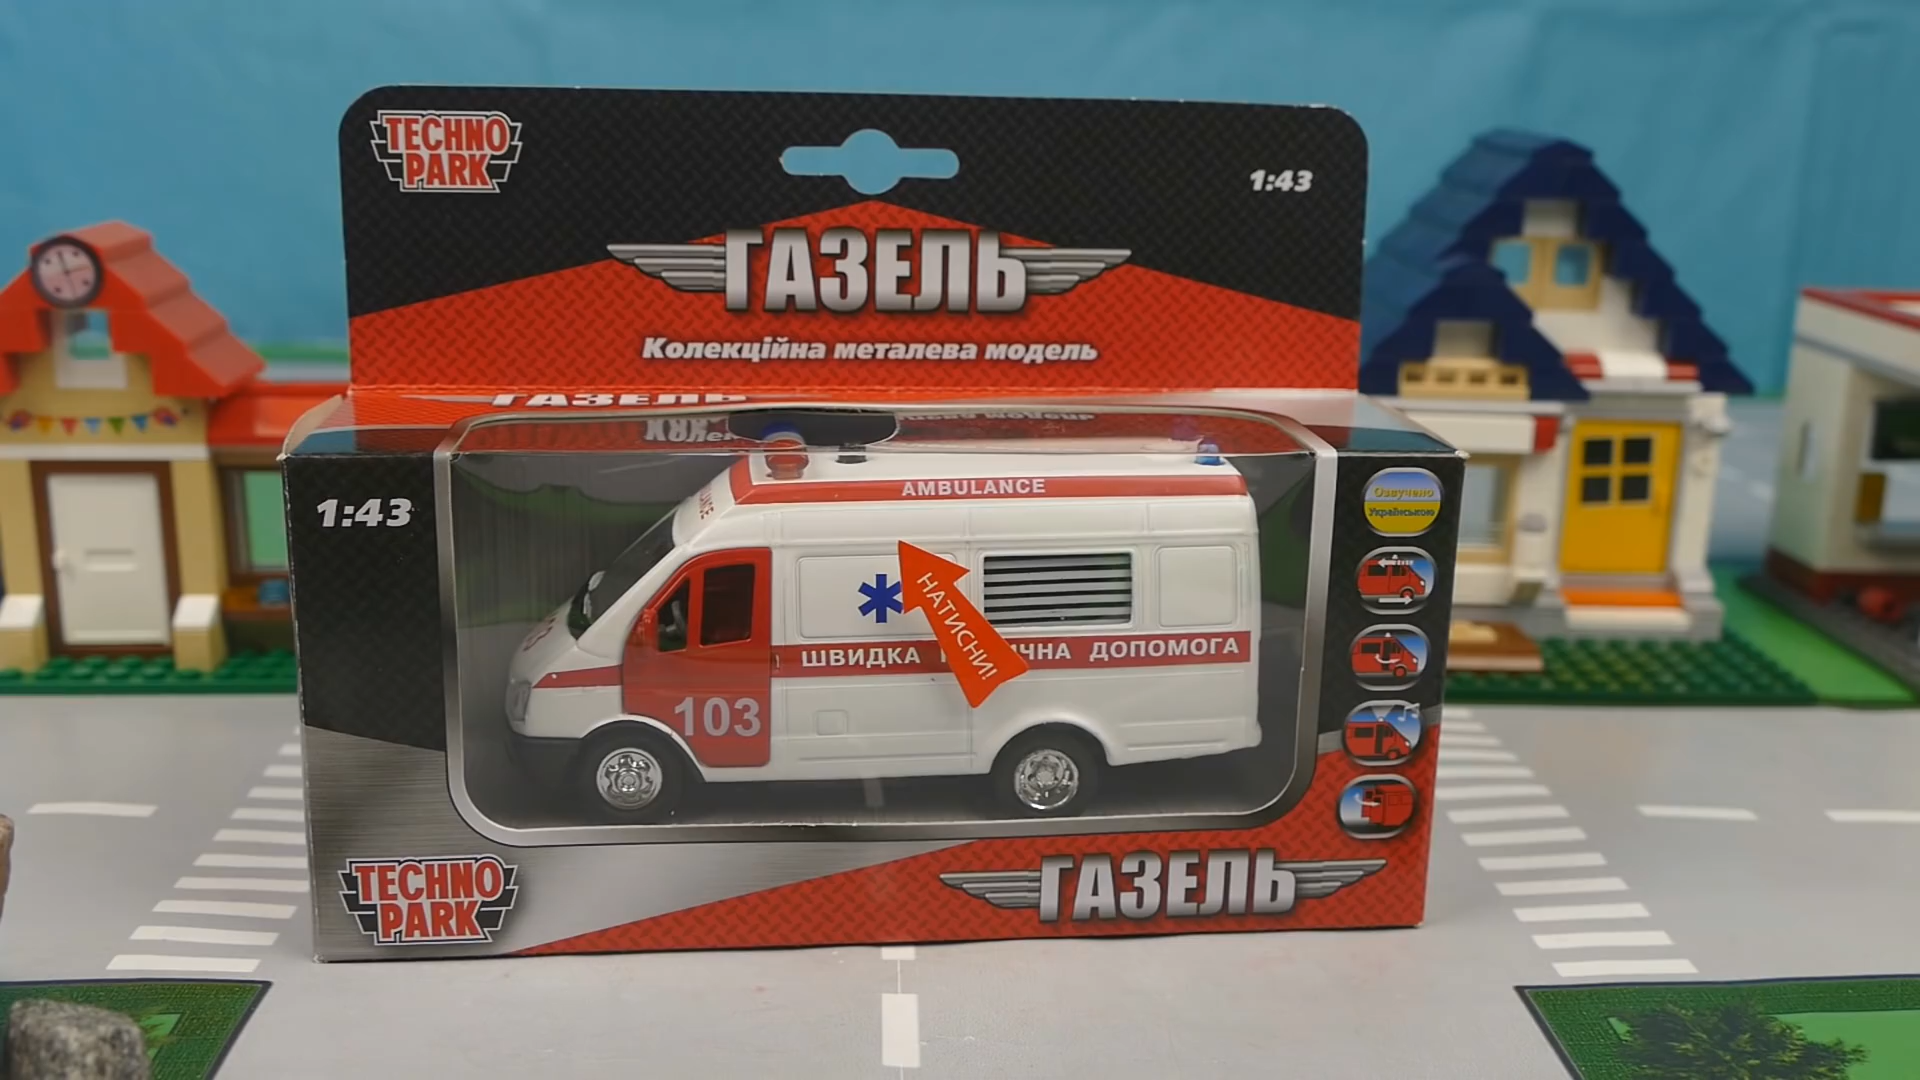 TECHNO
PARK
1:43
ГАЗЕЛЬ
Колекційна металева модель
ГАЗЕЛЬ
1:43
AMBULANCE
Озвучено
Українською
НАТИСНИ!
ШВИДКА ДОПОМОГА
103
TECHNO
PARK
ГАЗЕЛЬ